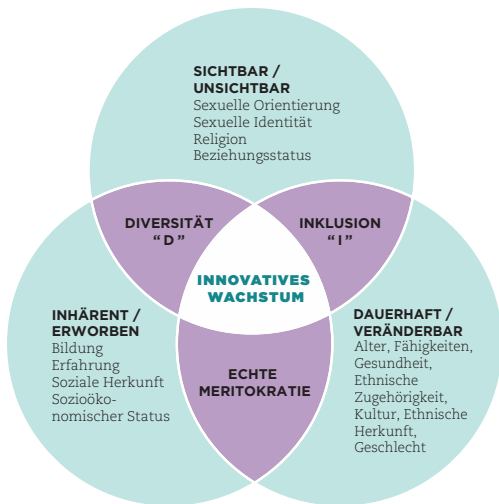 SICHTBAR /
UNSICHTBAR
Sexuelle Orientierung
Sexuelle Identität
Religion
Beziehungsstatus
DIVERSITÄT
"D"
INKLUSION
"I"
INNOVATIVES
WACHSTUM
INHÄRENT /
ERWORBEN
Bildung
Erfahrung
Soziale Herkunft
Sozioöko-
nomischer Status
ECHTE
MERITOKRATIE
DAUERHAFT /
VERÄNDERBAR
Alter, Fähigkeiten,
Gesundheit,
Ethnische
Zugehörigkeit,
Kultur, Ethnische
Herkunft,
Geschlecht